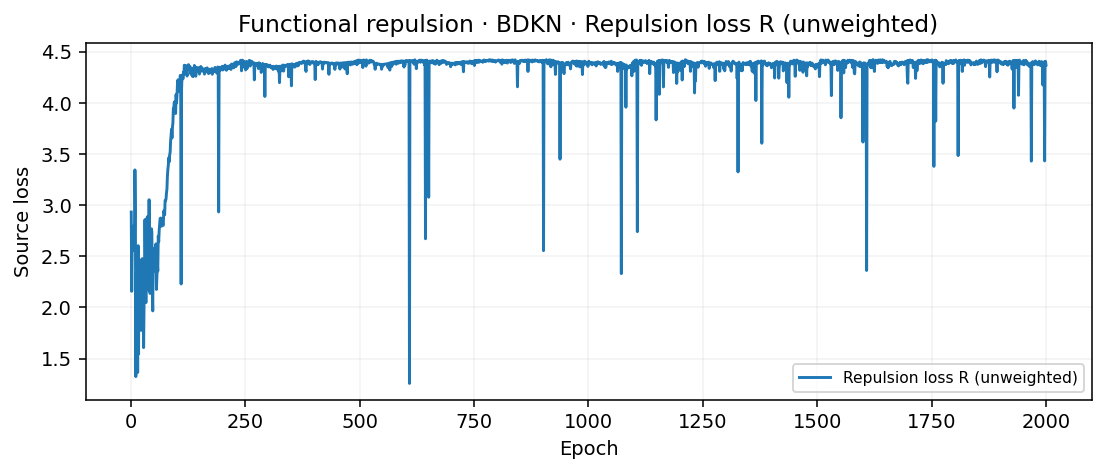 Functional repulsion · BDKN · Repulsion loss R (unweighted)
4.5
4.0
3.5
3.0
2.5
2.0
1.5
Source loss
Repulsion loss R (unweighted)
0 250 500 750 1000 1250 1500 1750 2000
Epoch